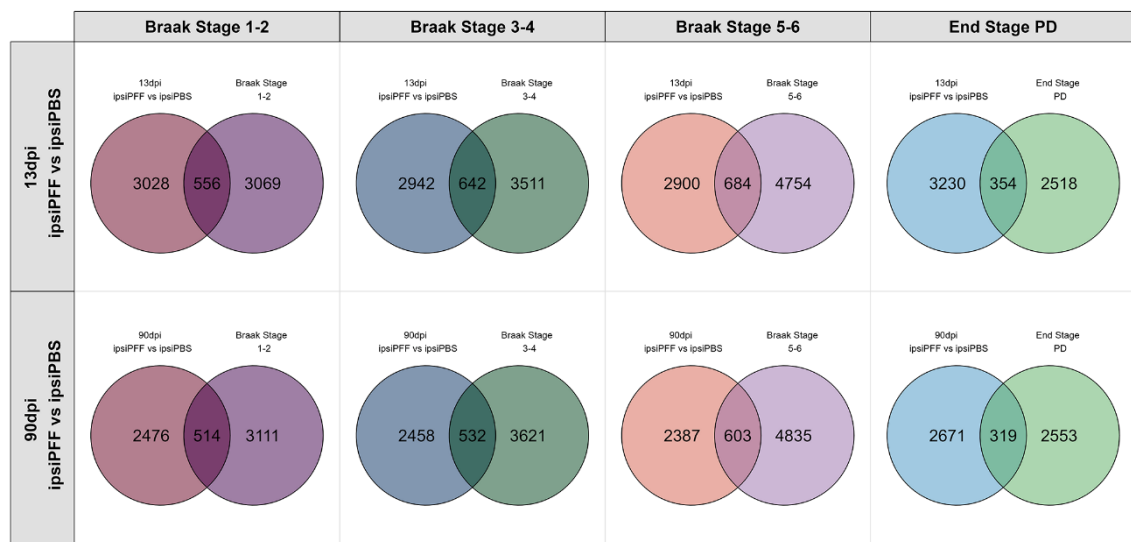 Braak Stage 1-2
Braak Stage 3-4
Braak Stage 5-6
End Stage PD
13dpi
ipsiPFF vs ipsiPBS
13dpi
ipsiPFF vs ipsiPBS
Braak Stage
1-2
3028
556
3069
13dpi
ipsiPFF vs ipsiPBS
Braak Stage
3-4
2942
642
3511
13dpi
ipsiPFF vs ipsiPBS
Braak Stage
5-6
2900
684
4754
13dpi
ipsiPFF vs ipsiPBS
End Stage
PD
3230
354
2518
90dpi
ipsiPFF vs ipsiPBS
90dpi
ipsiPFF vs ipsiPBS
Braak Stage
1-2
2476
514
3111
90dpi
ipsiPFF vs ipsiPBS
Braak Stage
3-4
2458
532
3621
90dpi
ipsiPFF vs ipsiPBS
Braak Stage
5-6
2387
603
4835
90dpi
ipsiPFF vs ipsiPBS
End Stage
PD
2671
319
2553